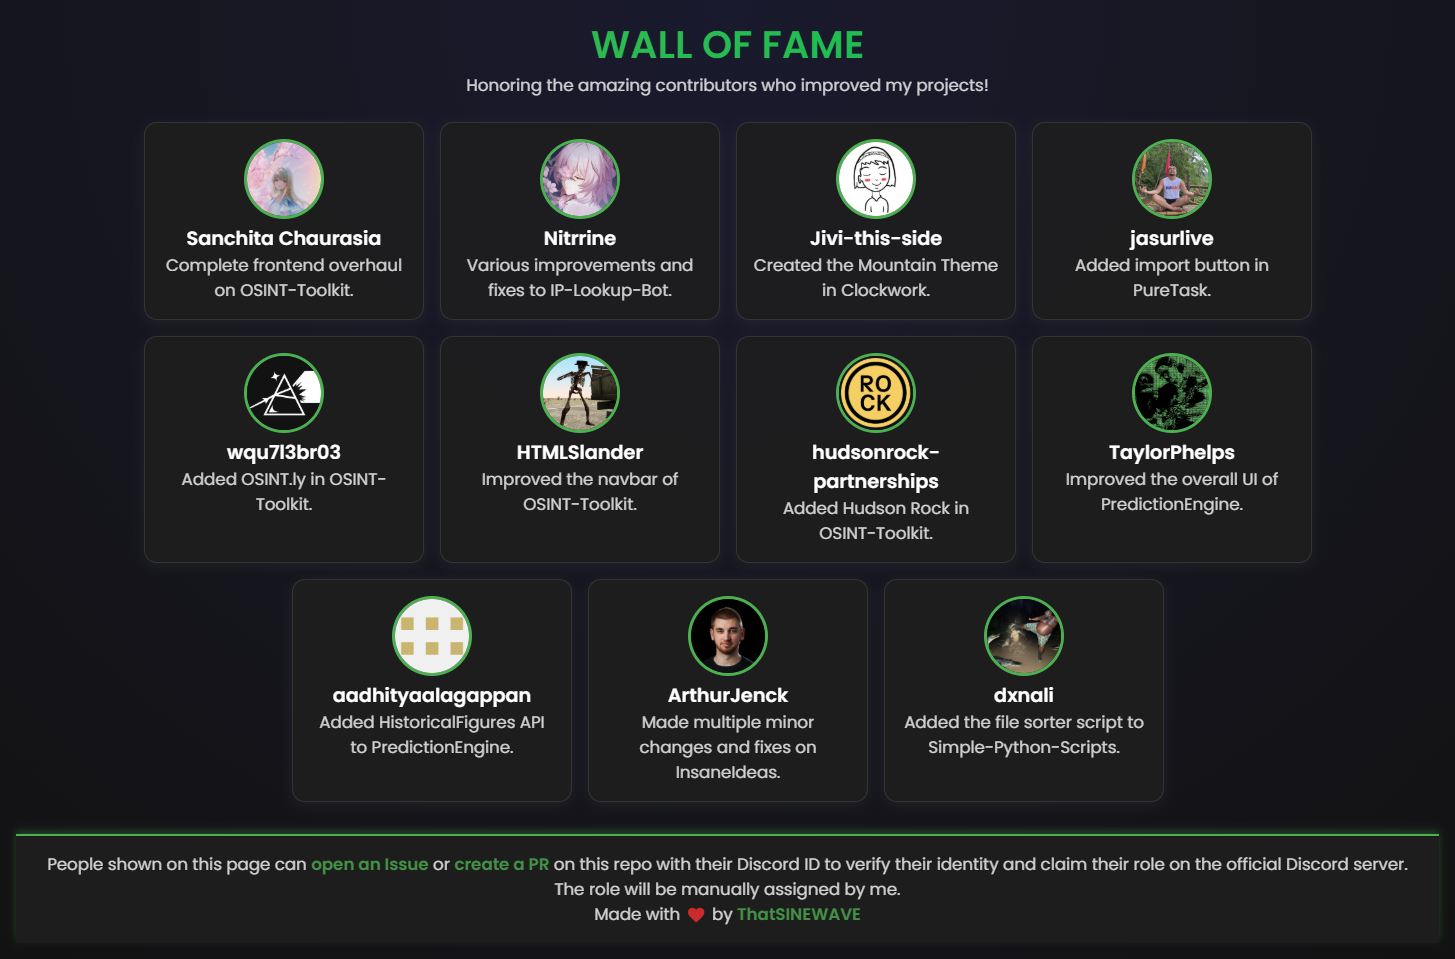 WALL OF FAME
Honoring the amazing contributors who improved my projects!
Sanchita Chaurasia
Complete frontend overhaul
on OSINT-Toolkit.
Nitrrine
Various improvements and
fixes to IP-Lookup-Bot.
Jivi-this-side
Created the Mountain Theme
in Clockwork.
jasurlive
Added import button in
PureTask.
wqu7l3br03
Added OSINT.ly in OSINT-
Toolkit.
HTMLSlander
Improved the navbar of
OSINT-Toolkit.
RO
CK
hudsonrock-
partnerships
Added Hudson Rock in
OSINT-Toolkit.
TaylorPhelps
Improved the overall UI of
PredictionEngine.
aadhityaalagappan
Added HistoricalFigures API
to PredictionEngine.
ArthurJenck
Made multiple minor
changes and fixes on
InsaneIdeas.
dxnali
Added the file sorter script to
Simple-Python-Scripts.
People shown on this page can open an Issue or create a PR on this repo with their Discord ID to verify their identity and claim their role on the official Discord server.
The role will be manually assigned by me.
Made with ❤ by ThatSINEWAVE